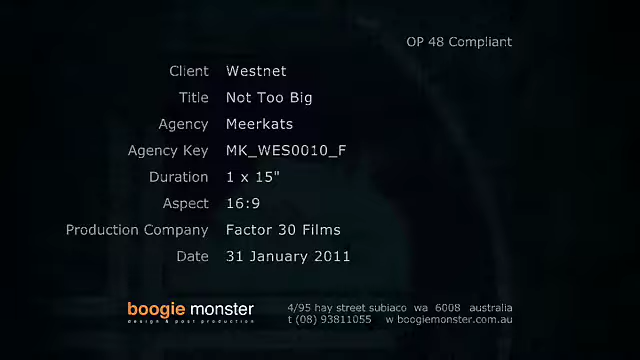 OP 48 Compliant
Client Westnet
Title Not Too Big
Agency Meerkats
Agency Key MK_WES0010_F
Duration 1 x 15"
Aspect 16:9
Production Company Factor 30 Films
Date 31 January 2011
boogie monster
design & post production
4/95 hay street subiaco wa 6008 australia
t (08) 93811055 w boogiemonster.com.au